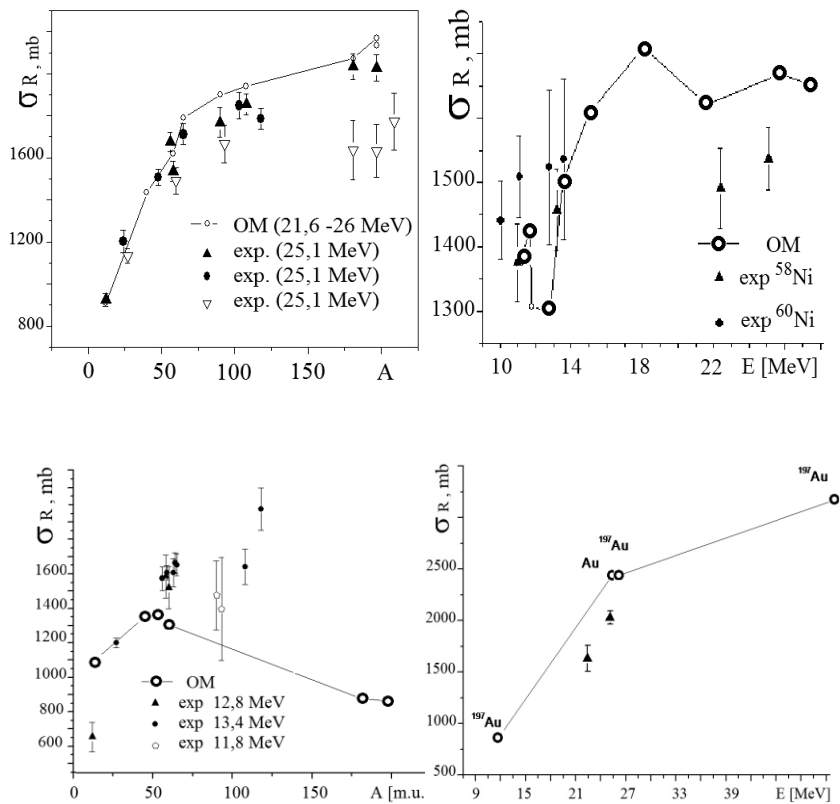 σ R , mb
1600
1200
800
0
50
100
150
A
OM (21,6 -26 MeV)
exp. (25,1 MeV)
exp. (25,1 MeV)
exp. (25,1 MeV)
σ R , mb
1500
1400
1300
10
12
14
18
22
E [MeV]
OM
exp 58Ni
exp 60Ni
σ R , mb
1600
1400
1200
1000
800
600
0
50
100
150
A [m.u.
OM
exp 12,8 MeV
exp 13,4 MeV
exp 11,8 MeV
σ R , mb
2500
2000
1500
1000
500
9
15
21
27
33
39
E [MeV]
197Au
Au
197Au
197Au